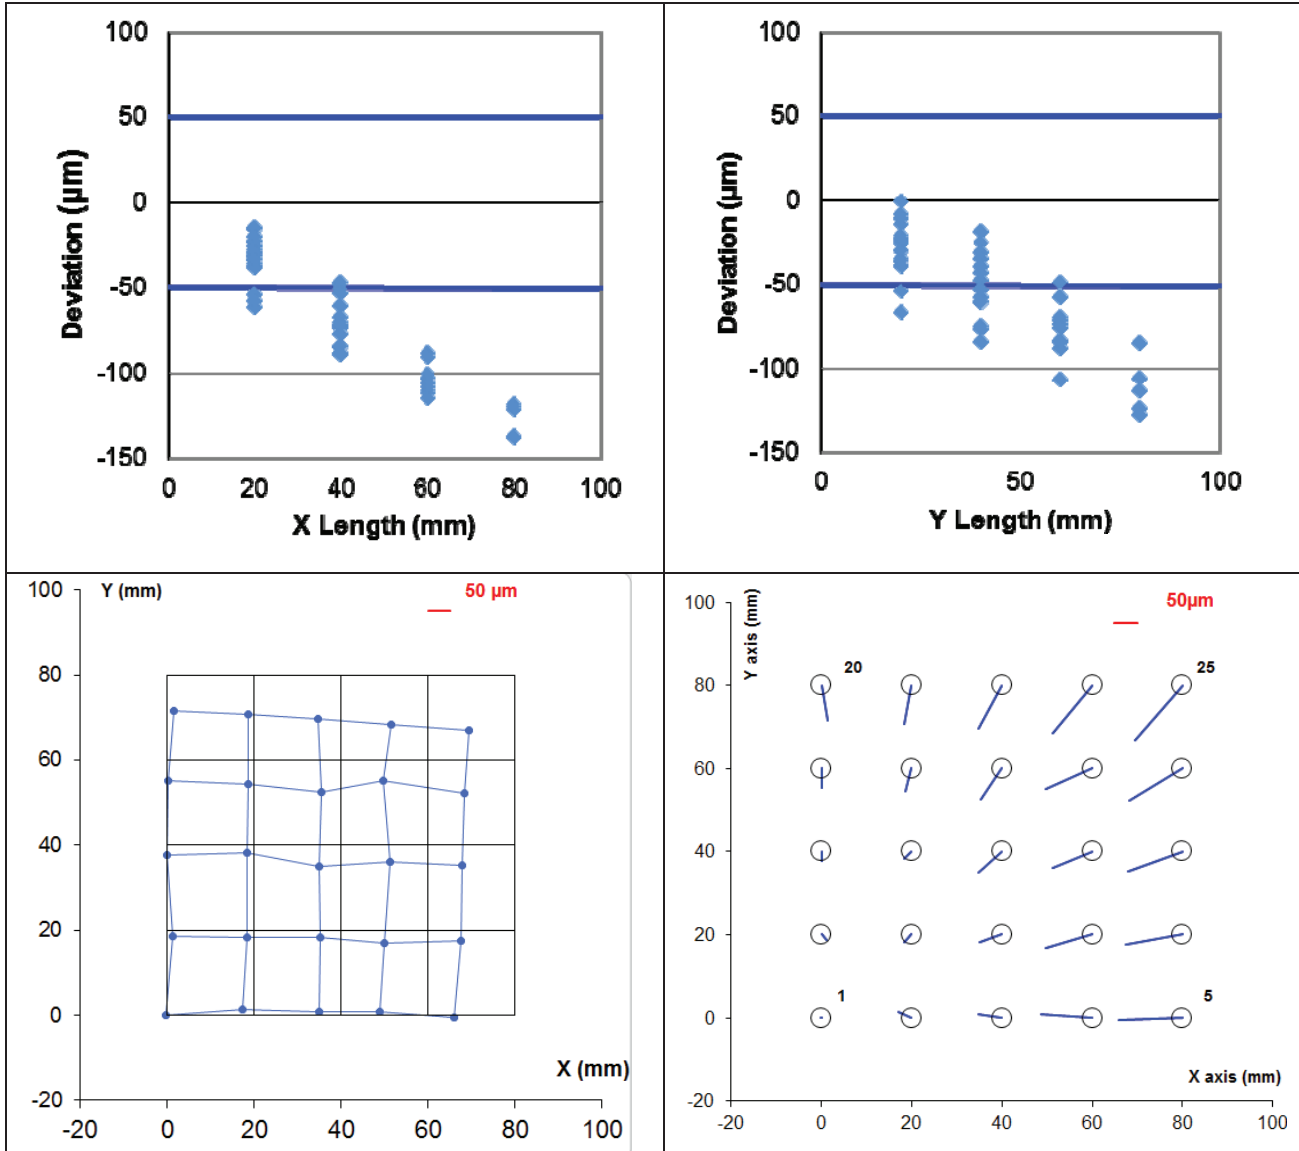 100
50
0
-50
-100
-150
Deviation (µm)
0 20 40 60 80 100
X Length (mm)
100
50
0
-50
-100
-150
Deviation (µm)
0 50 100
Y Length (mm)
100
80
60
40
20
0
-20
Y (mm)
50 µm
X (mm)
-20 0 20 40 60 80 100
100
80
60
40
20
0
-20
Y axis (mm)
50µm
20 25
1 5
X axis (mm)
-20 0 20 40 60 80 100